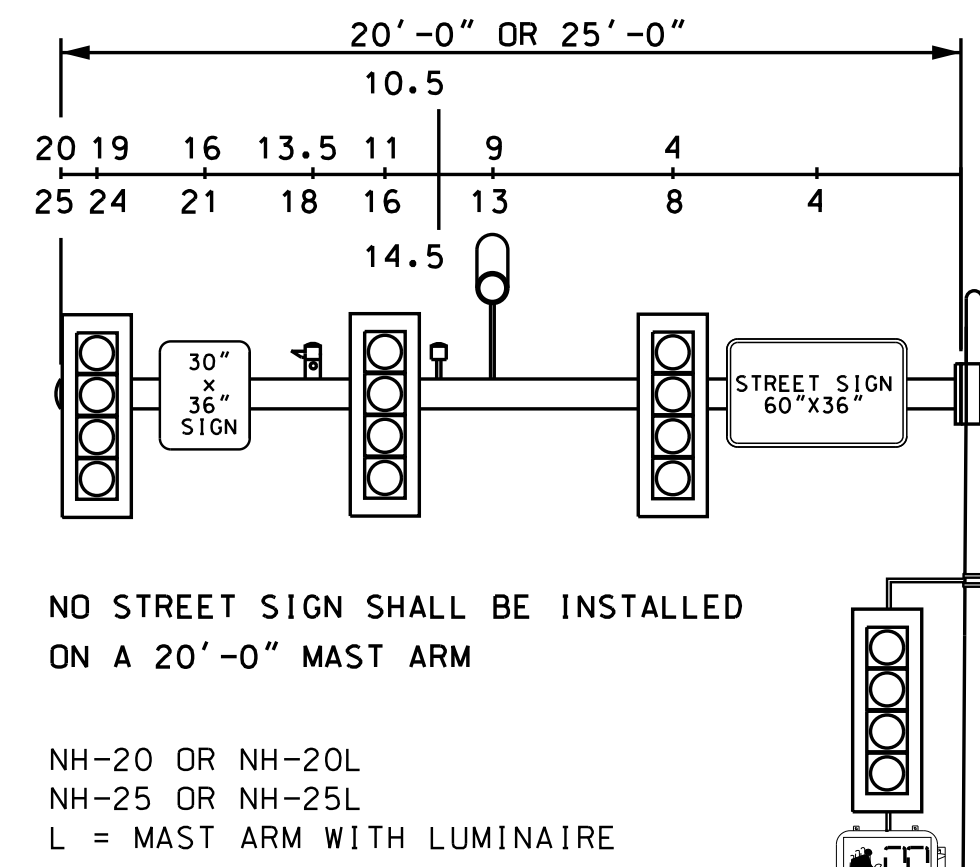 20'-0" OR 25'-0"
10.5
20 19 16 13.5 11 9 4
25 24 21 18 16 13 8 4
14.5
30"
x
36"
SIGN
STREET SIGN
60"X36"
NO STREET SIGN SHALL BE INSTALLED
ON A 20'-0" MAST ARM
NH-20 OR NH-20L
NH-25 OR NH-25L
L = MAST ARM WITH LUMINAIRE